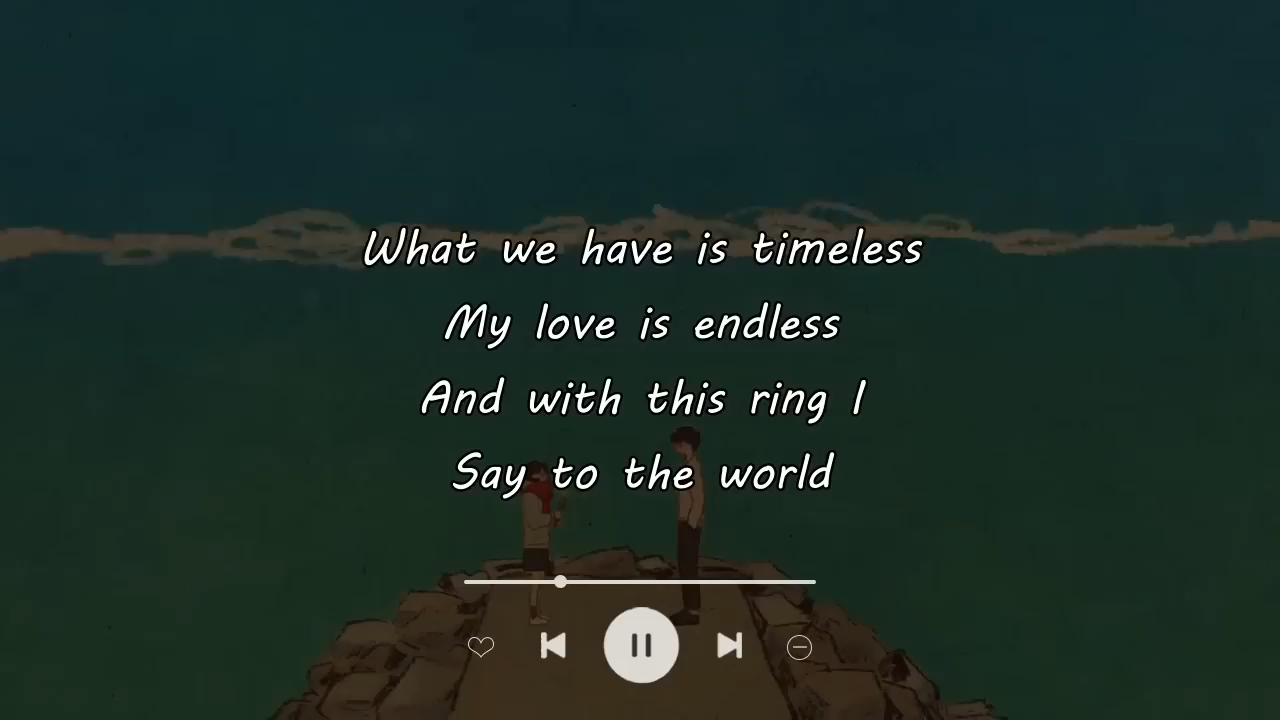 What we have is timeless
My love is endless
And with this ring I
Say to the world